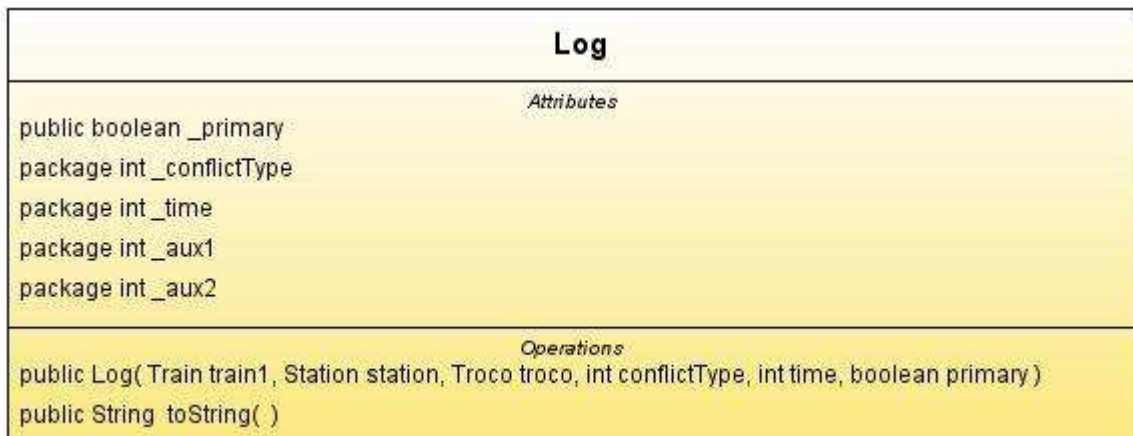 Log
Attributes
public boolean _primary
package int _conflictType
package int _time
package int _aux1
package int _aux2
Operations
public Log( Train train1, Station station, Troco troco, int conflictType, int time, boolean primary )
public String toString( )